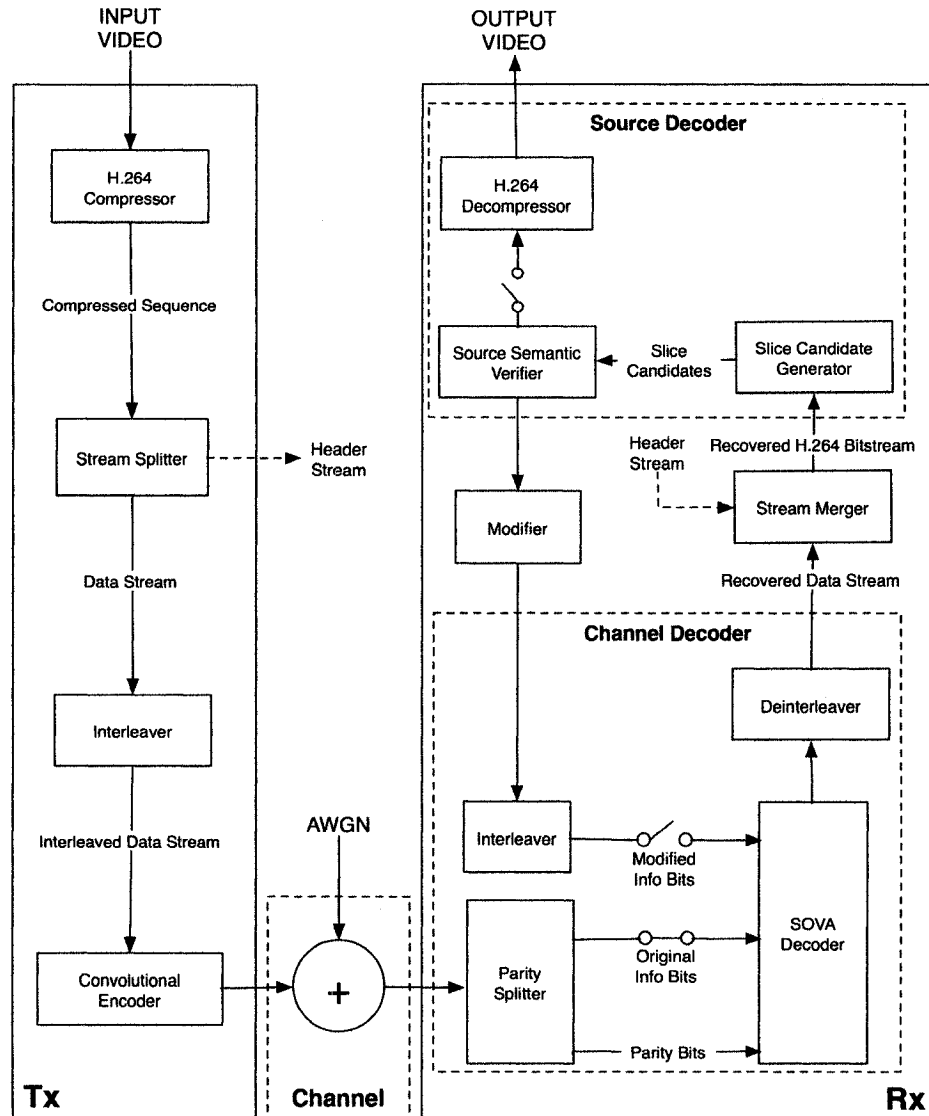 INPUT
VIDEO
H.264
Compressor
Compressed Sequence
Stream Splitter
Header
Stream
Data Stream
Interleaver
Interleaved Data Stream
Convolutional
Encoder
Tx
AWGN
+
Channel
OUTPUT
VIDEO
Source Decoder
H.264
Decompressor
Source Semantic
Verifier
Slice
Candidates
Slice Candidate
Generator
Recovered H.264 Bitstream
Header
Stream
Stream Merger
Modifier
Recovered Data Stream
Channel Decoder
Deinterleaver
Interleaver
Modified
Info Bits
SOVA
Decoder
Parity
Splitter
Original
Info Bits
Parity Bits
Rx